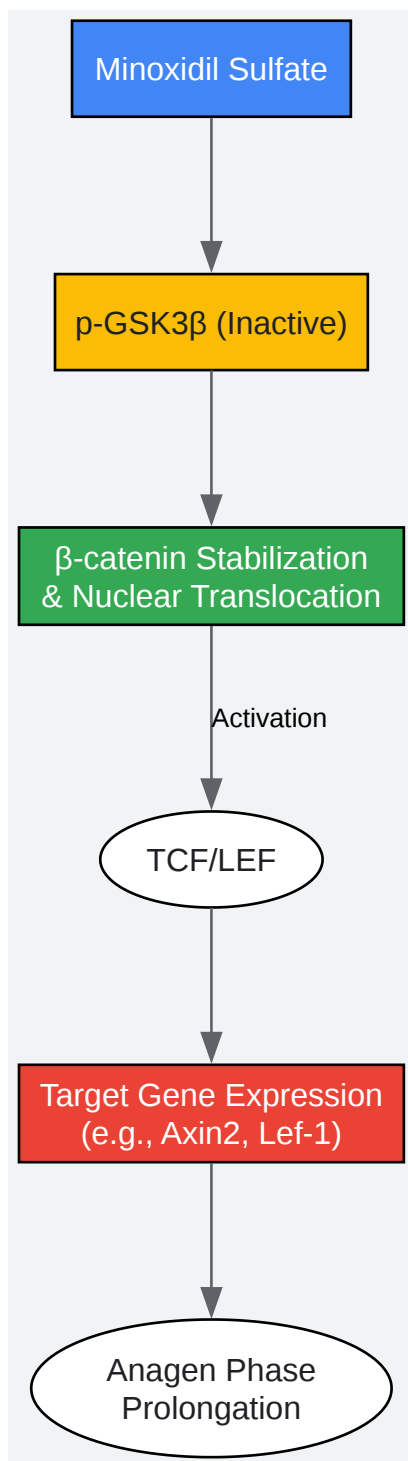 Minoxidil Sulfate
p-GSK3β (Inactive)
β-catenin Stabilization
& Nuclear Translocation
Activation
TCF/LEF
Target Gene Expression
(e.g., Axin2, Lef-1)
Anagen Phase
Prolongation